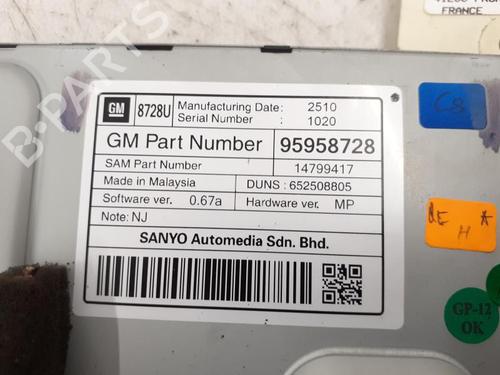 FRANCE
GM 8728U Manufacturing Date: 2510
Serial Number : 1020
GM Part Number 95958728
SAM Part Number 14799417
Made in Malaysia DUNS : 652508805
Software ver. 0.67a Hardware ver. MP
Note: NJ
SANYO Automedia Sdn. Bhd.
C8
H
GP-12
OK
B-PARTS